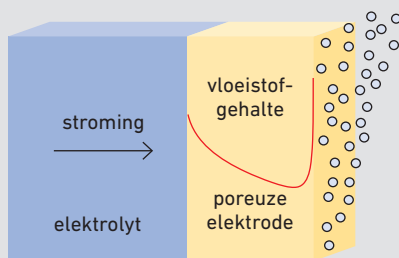 stroming
elektrolyt
vloeistof-
gehalte
poreuze
elektrode